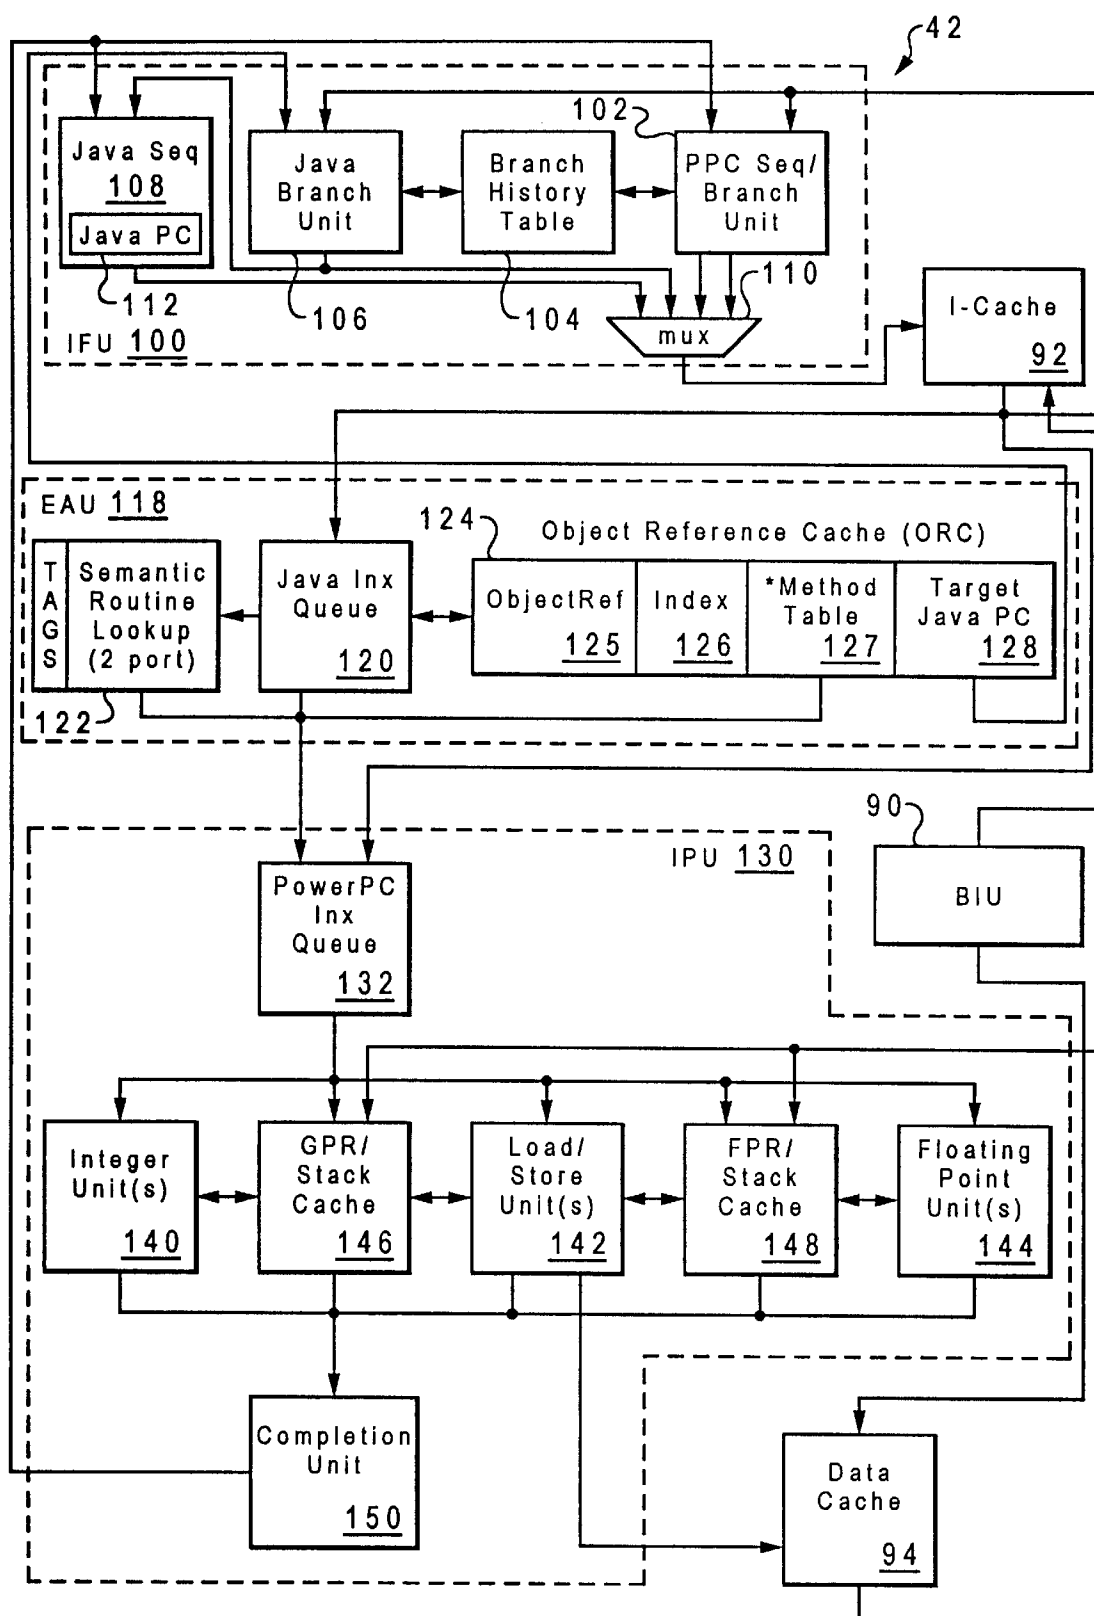 42
102
Java Seq
108
Java PC
112
Java
Branch
Unit
106
Branch
History
Table
104
PPC Seq/
Branch
Unit
110
mux
IFU 100
I-Cache
92
EAU 118
124
Object Reference Cache (ORC)
T
A
G
S
Semantic
Routine
Lookup
(2 port)
122
Java Inx
Queue
120
ObjectRef
125
Index
126
*Method
Table
127
Target
Java PC
128
90
BIU
IPU 130
PowerPC
Inx
Queue
132
Integer
Unit(s)
140
GPR/
Stack
Cache
146
Load/
Store
Unit(s)
142
FPR/
Stack
Cache
148
Floating
Point
Unit(s)
144
Completion
Unit
150
Data
Cache
94